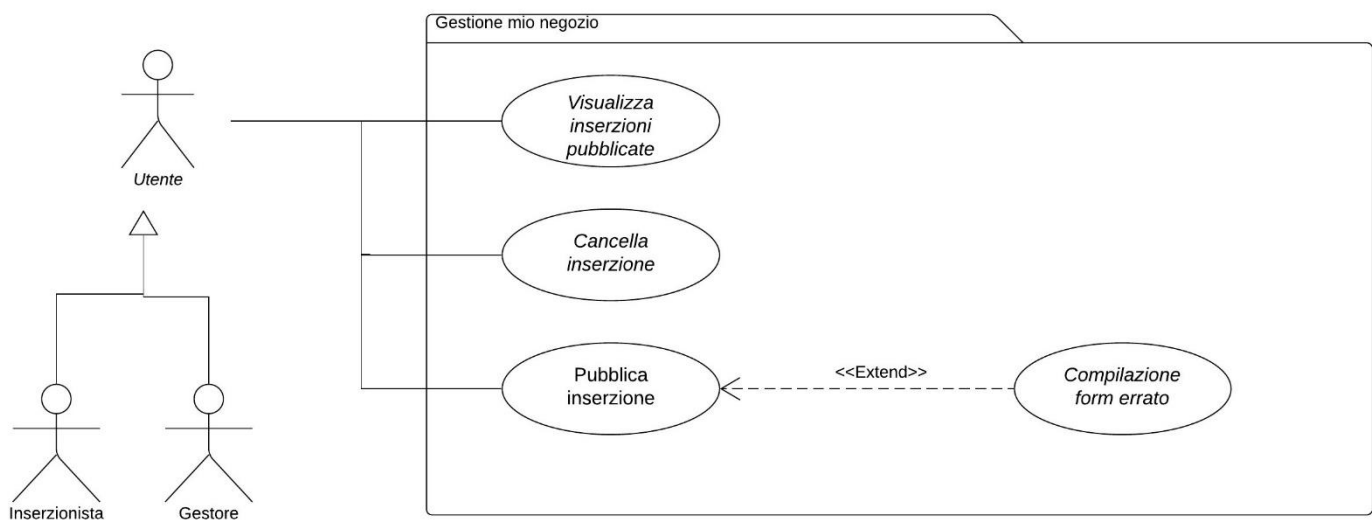 Gestione mio negozio
Visualizza
inserzioni
pubblicate
Utente
Cancella
inserzione
Pubblica
inserzione
<<Extend>>
Compilazione
form errato
Inserzionista
Gestore